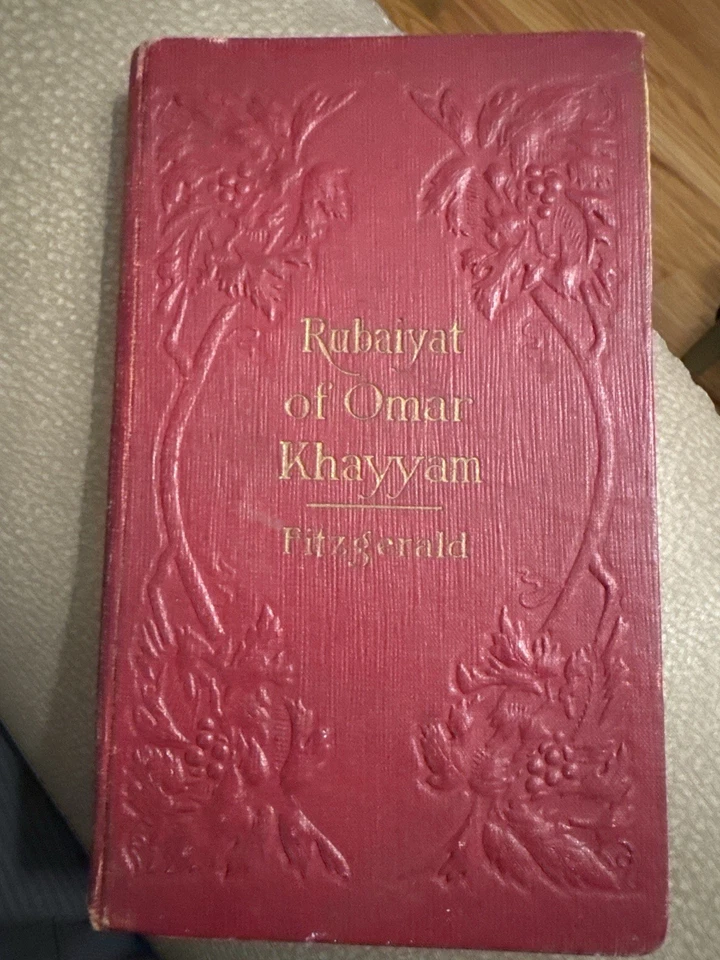 Rubaiyat
of Omar
Khayyam
Fitzgerald